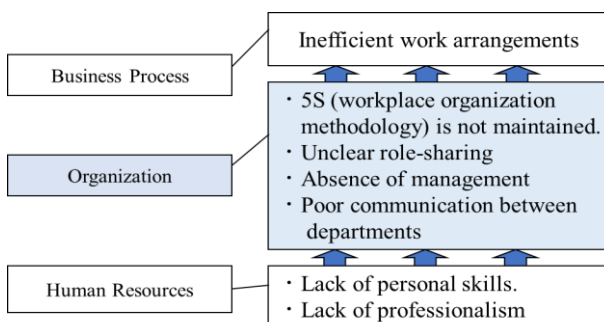 Inefficient work arrangements
Business Process
・5S (workplace organization
methodology) is not maintained.
・Unclear role-sharing
・Absence of management
・Poor communication between
departments
Organization
・Lack of personal skills.
・Lack of professionalism
Human Resources